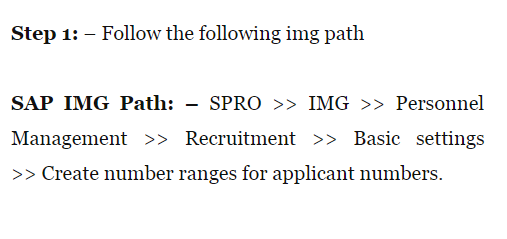 Step 1: – Follow the following img path
SAP IMG Path: – SPRO >> IMG >> Personnel
Management >> Recruitment >> Basic settings
>> Create number ranges for applicant numbers.